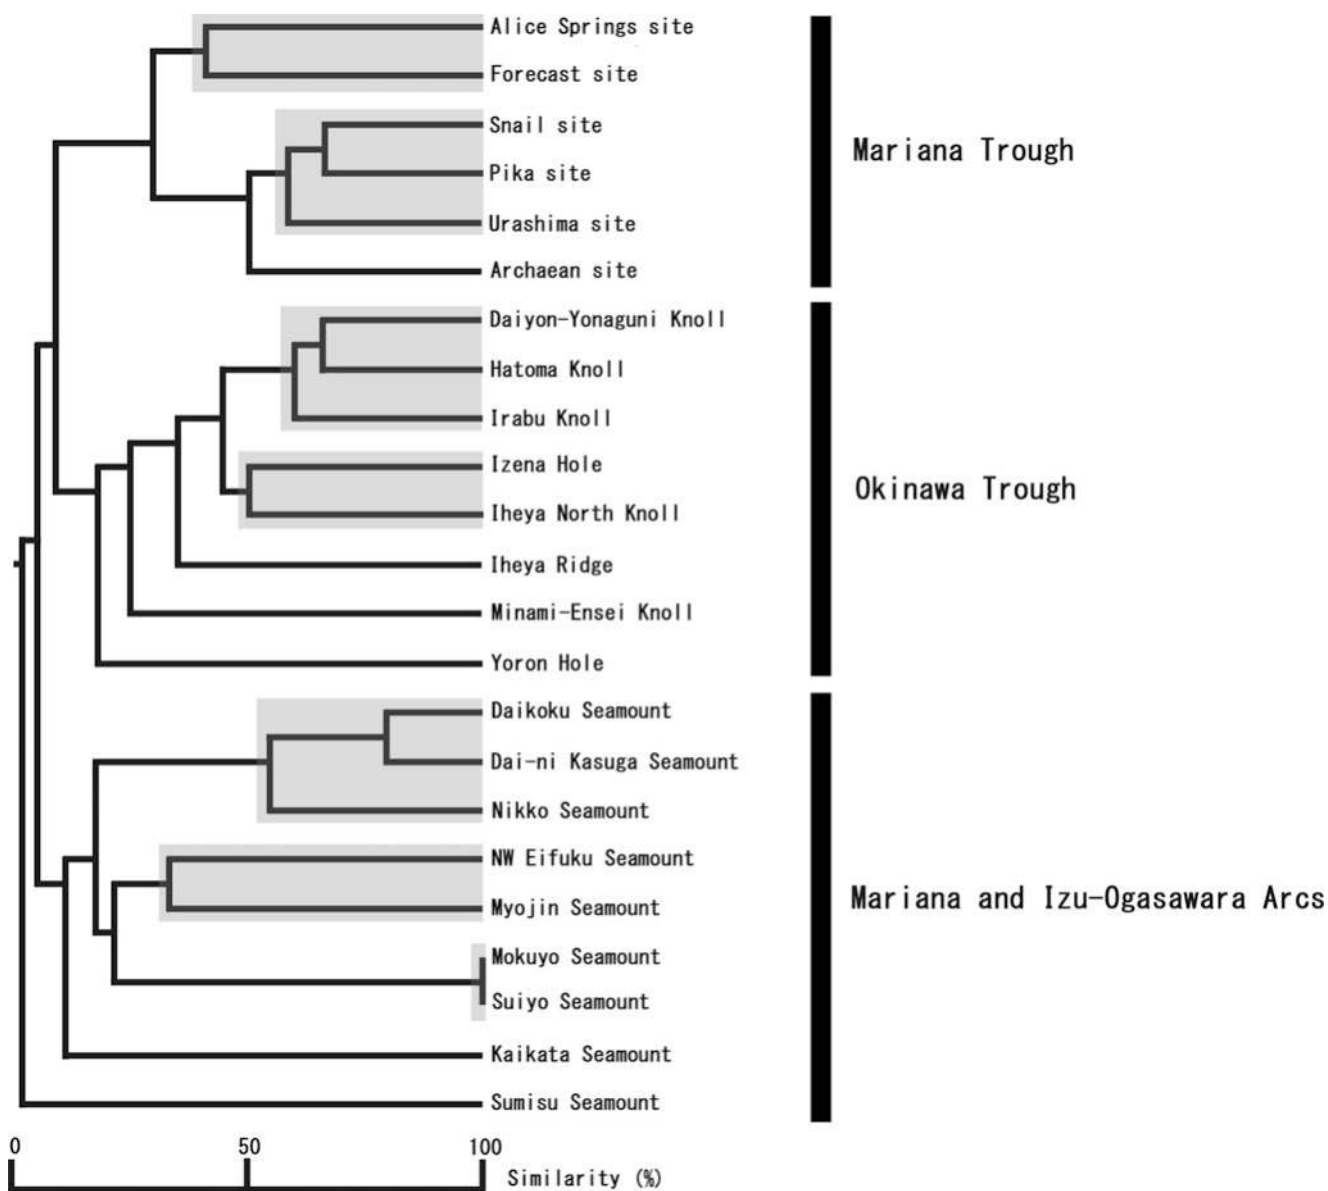 Alice Springs site
Forecast site
Snail site
Pika site
Urashima site
Archaean site
Mariana Trough
Daiyon-Yonaguni Knoll
Hatoma Knoll
Irabu Knoll
Izena Hole
Iheya North Knoll
Iheya Ridge
Minami-Ensei Knoll
Yoron Hole
Okinawa Trough
Daikoku Seamount
Dai-ni Kasuga Seamount
Nikko Seamount
NW Eifuku Seamount
Myojin Seamount
Mokuyo Seamount
Suiyo Seamount
Kaikata Seamount
Sumisu Seamount
Mariana and Izu-Ogasawara Arcs
0 50 100
Similarity (%)